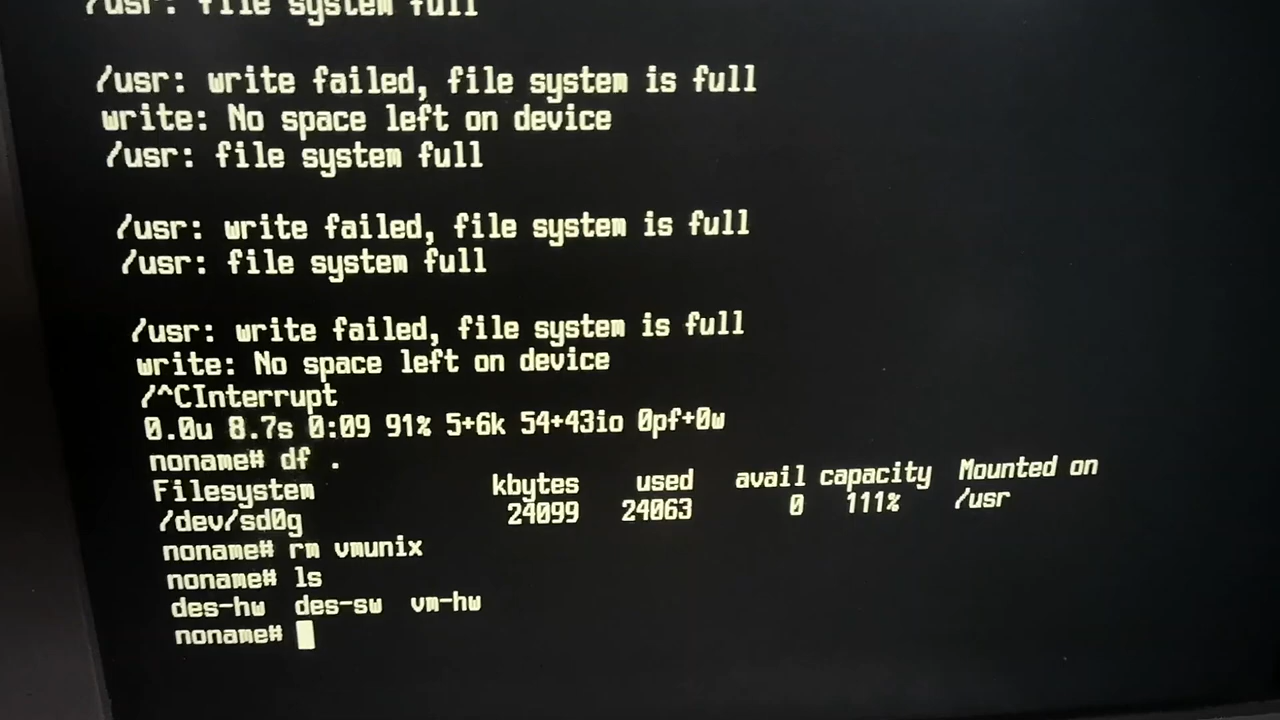 /usr: file system full
/usr: write failed, file system is full
write: No space left on device
/usr: file system full
/usr: write failed, file system is full
/usr: file system full
/usr: write failed, file system is full
write: No space left on device
/^CInterrupt
0.0u 8.7s 0:09 91% 5+6k 54+43io 0pf+0w
noname# df .
Filesystem kbytes used avail capacity Mounted on
/dev/sd0g 24099 24063 0 111% /usr
noname# rm vmunix
noname# ls
des-hw des-sw vm-hw
noname#